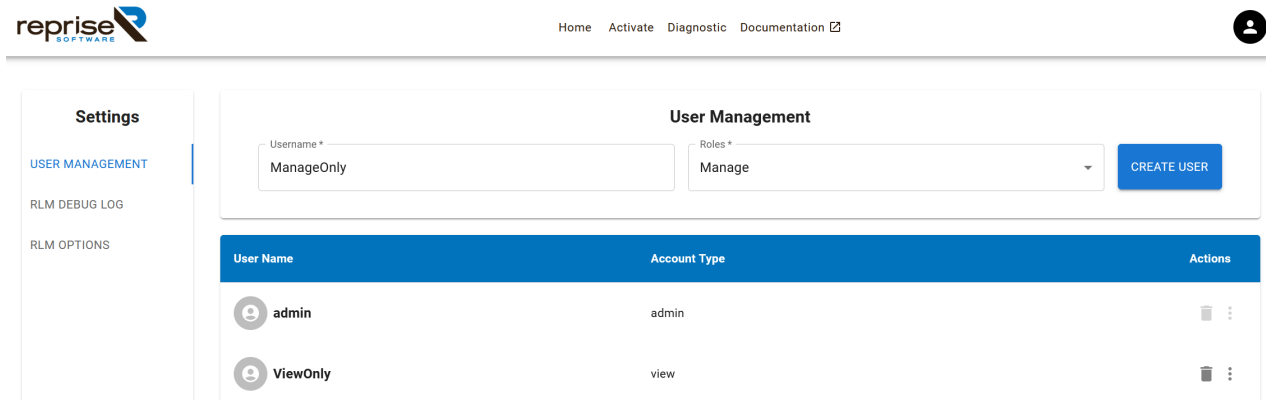 reprise
SOFTWARE
Home Activate Diagnostic Documentation
Settings
USER MANAGEMENT
RLM DEBUG LOG
RLM OPTIONS
User Management
Username *
ManageOnly
Roles *
Manage
CREATE USER
User Name Account Type Actions
admin admin
ViewOnly view